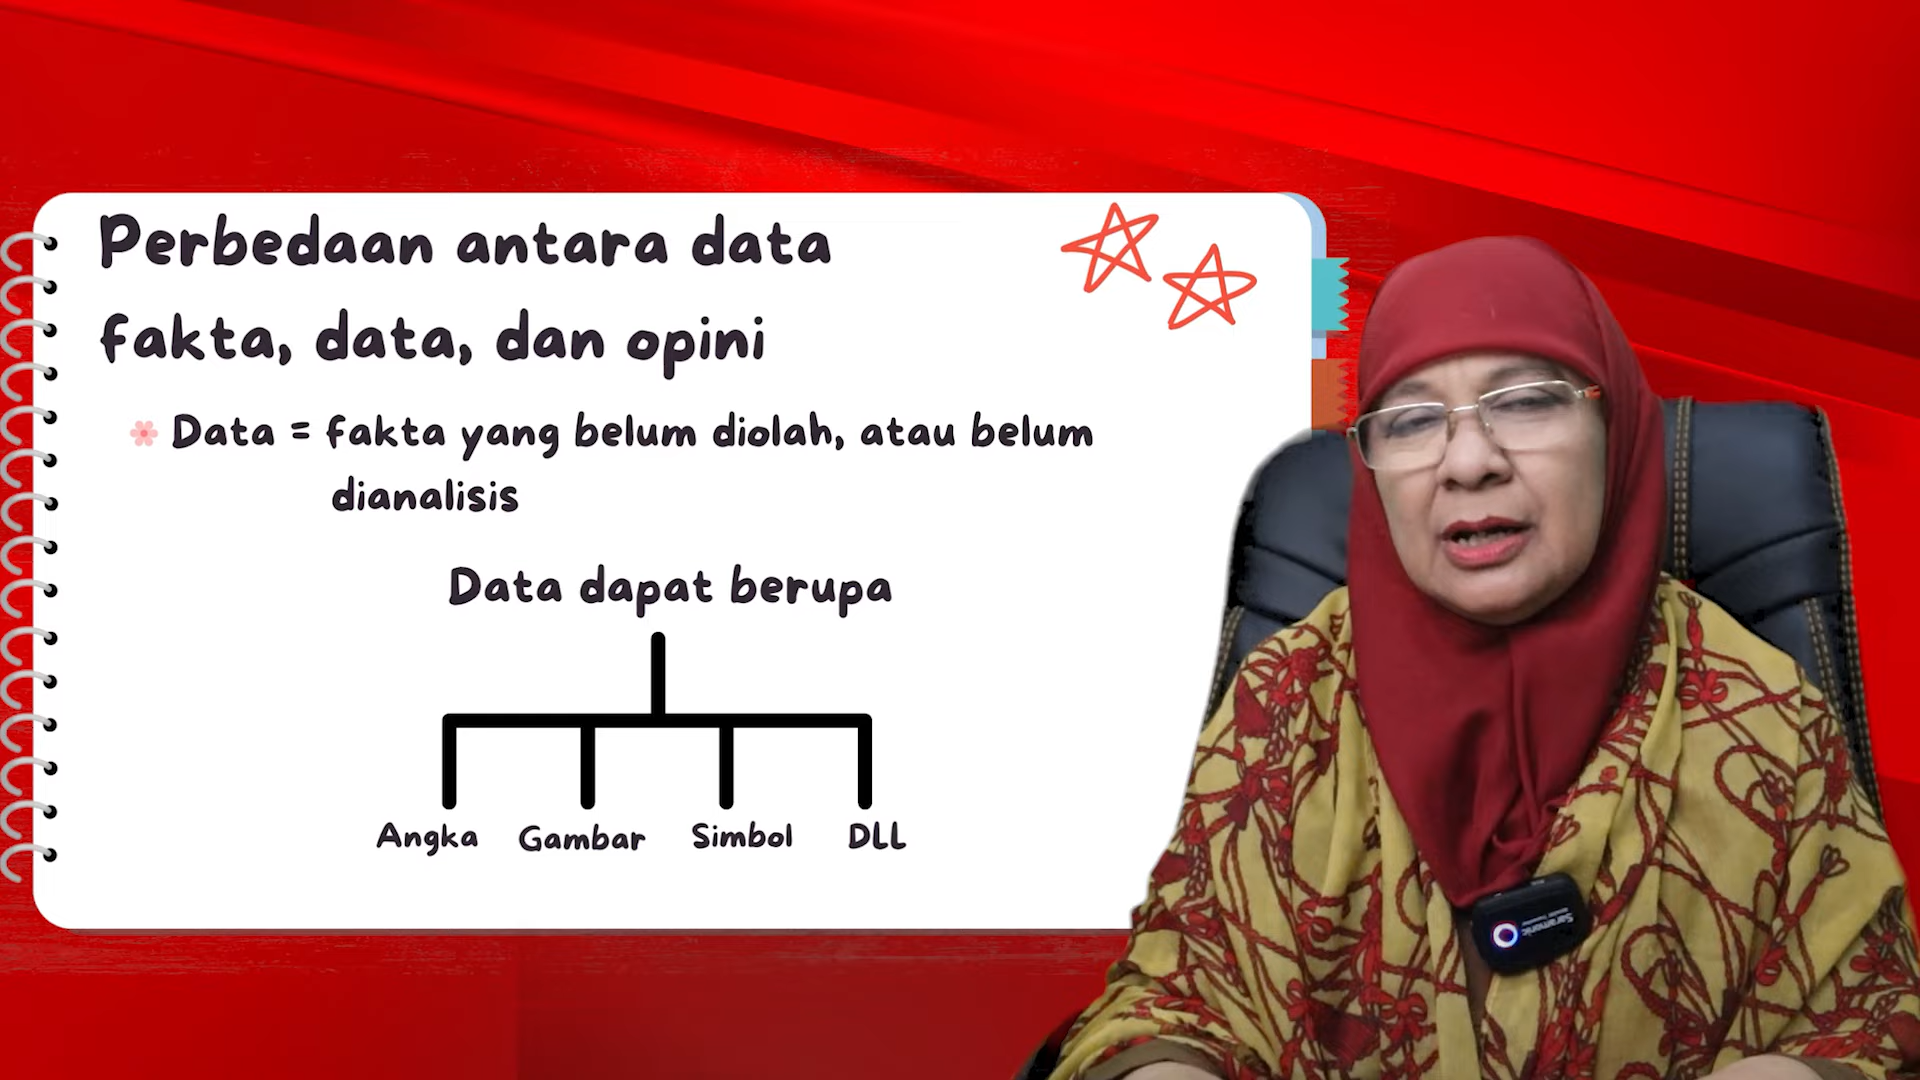 Perbedaan antara data
fakta, data, dan opini
Data = fakta yang belum diolah, atau belum
dianalisis
Data dapat berupa
Angka Gambar Simbol DLL
Saramonic